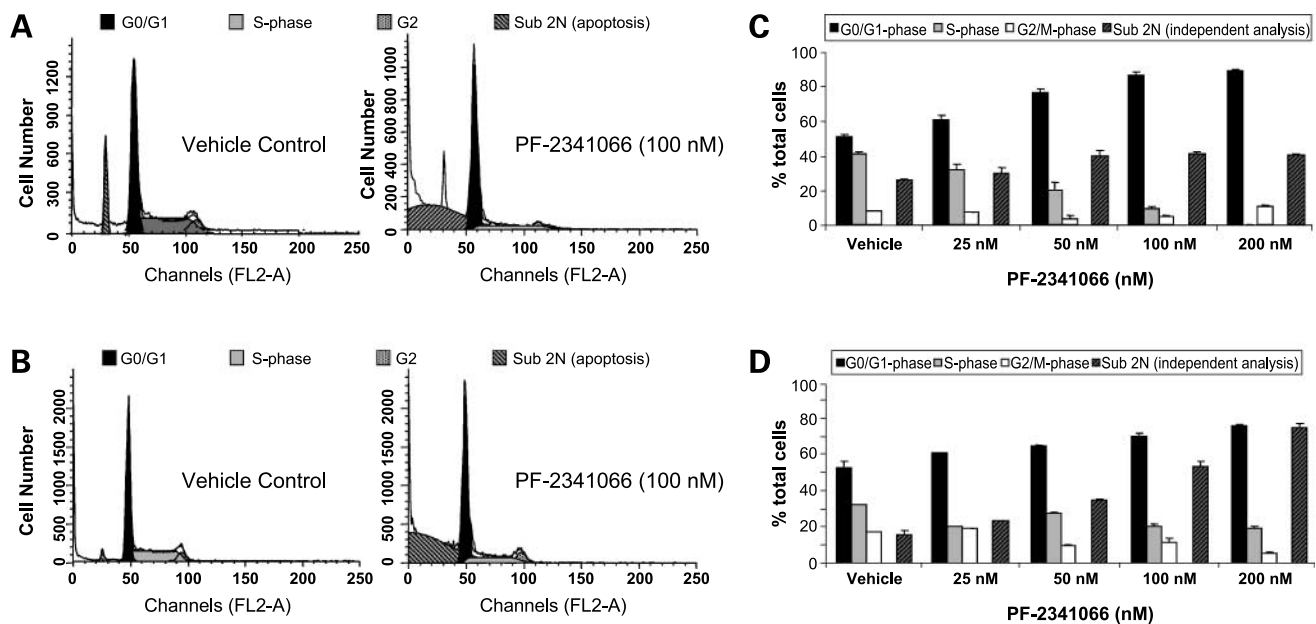 A
G0/G1 S-phase G2 Sub 2N (apoptosis)
Cell Number
1200
900
600
300
0
Vehicle Control
0 50 100 150 200 250
Channels (FL2-A)
Cell Number
1000
800
600
400
200
0
PF-2341066 (100 nM)
0 50 100 150 200 250
Channels (FL2-A)
B
G0/G1 S-phase G2 Sub 2N (apoptosis)
Cell Number
2000
1500
1000
500
0
Vehicle Control
0 50 100 150 200 250
Channels (FL2-A)
Cell Number
2000
1500
1000
500
0
PF-2341066 (100 nM)
0 50 100 150 200 250
Channels (FL2-A)
C
G0/G1-phase S-phase G2/M-phase Sub 2N (independent analysis)
% total cells
100
80
60
40
20
0
Vehicle 25 nM 50 nM 100 nM 200 nM
PF-2341066 (nM)
D
G0/G1-phase S-phase G2/M-phase Sub 2N (independent analysis)
% total cells
100
80
60
40
20
0
Vehicle 25 nM 50 nM 100 nM 200 nM
PF-2341066 (nM)